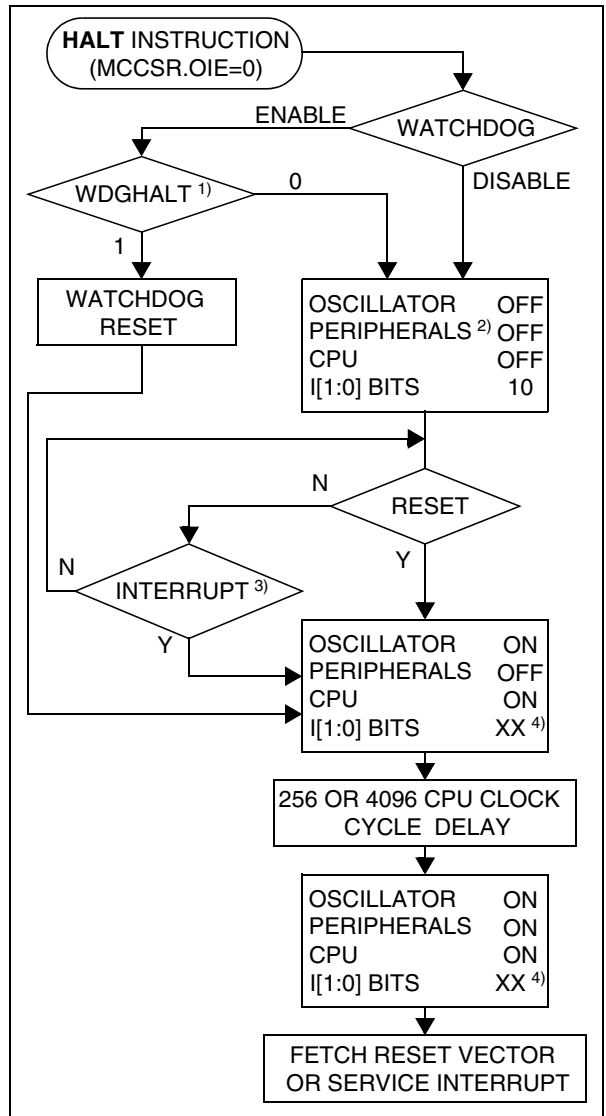 HALT INSTRUCTION
(MCCSR.OIE=0)
ENABLE
WATCHDOG
WDGHALT 1)
0
DISABLE
1
WATCHDOG
RESET
OSCILLATOR OFF
PERIPHERALS 2) OFF
CPU OFF
I[1:0] BITS 10
N
RESET
N
INTERRUPT 3)
Y
Y
OSCILLATOR ON
PERIPHERALS OFF
CPU ON
I[1:0] BITS XX 4)
256 OR 4096 CPU CLOCK
CYCLE DELAY
OSCILLATOR ON
PERIPHERALS ON
CPU ON
I[1:0] BITS XX 4)
FETCH RESET VECTOR
OR SERVICE INTERRUPT